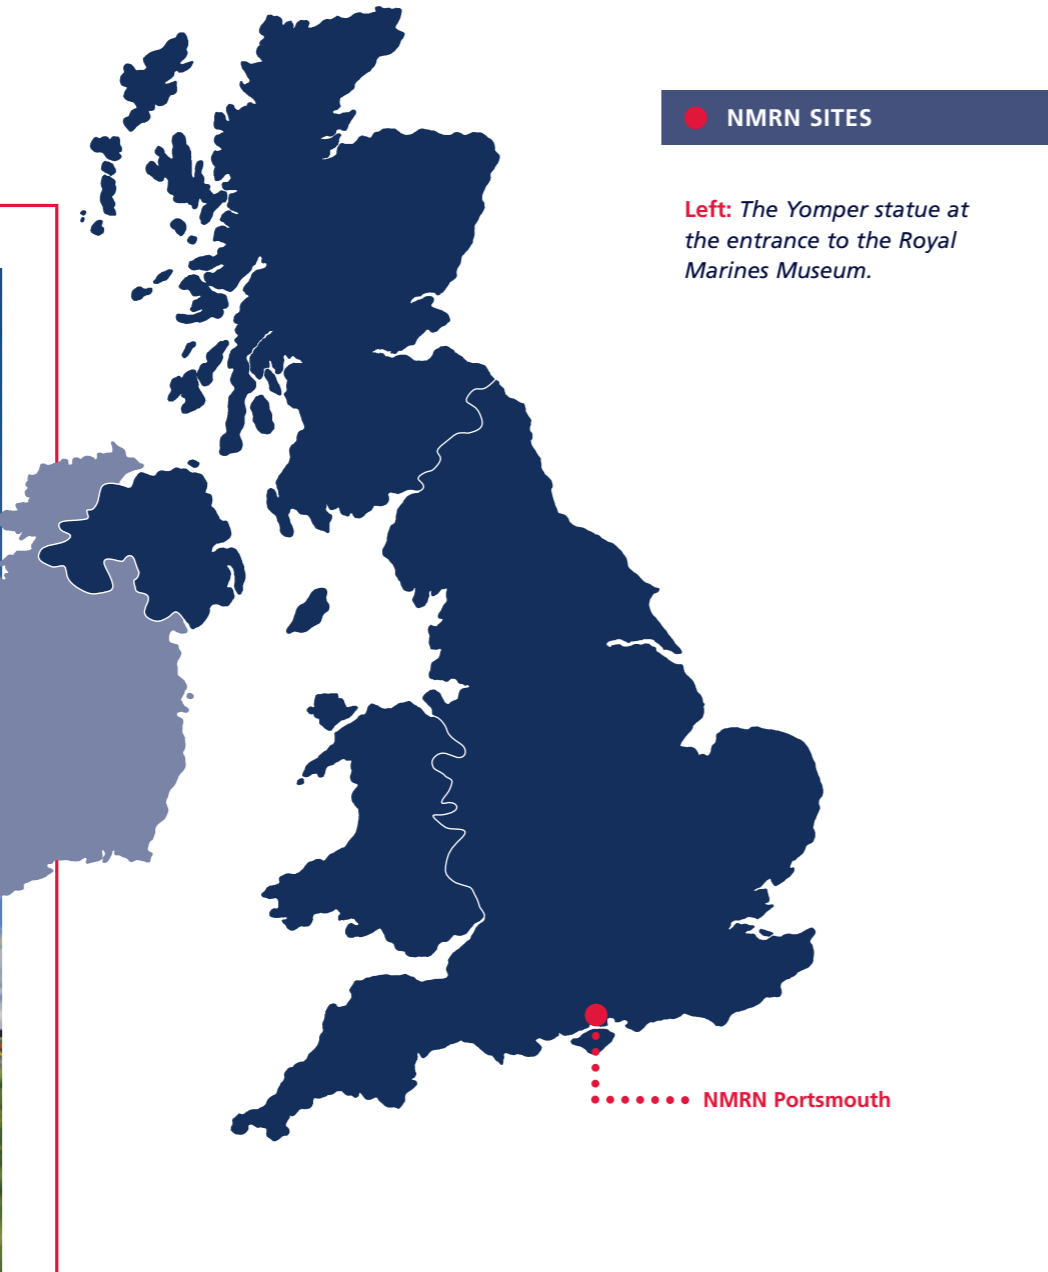 NMRN SITES
Left: The Yomper statue at
the entrance to the Royal
Marines Museum.
NMRN Portsmouth